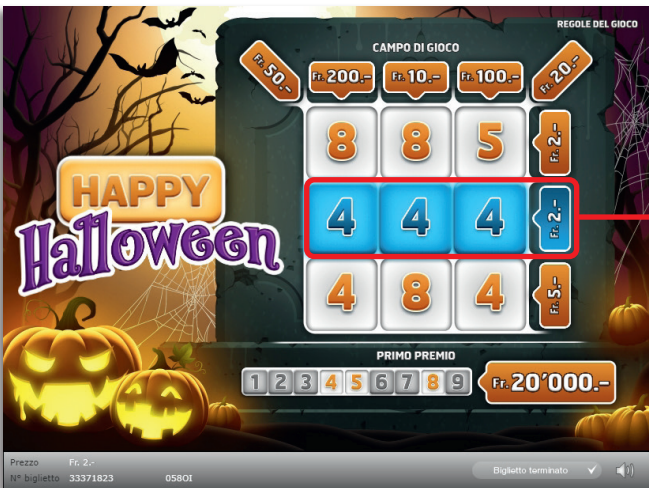 REGOLE DEL GIOCO
CAMPO DI GIOCO
Fr. 50.- Fr. 200.- Fr. 10.- Fr. 100.- Fr. 20.-
8 8 5 Fr. 2.-
HAPPY
Halloween
4 4 4 Fr. 2.-
4 8 4 Fr. 5.-
PRIMO PREMIO
1 2 3 4 5 6 7 8 9 Fr. 20'000.-
Prezzo Fr. 2.-
N° biglietto 33371823 058OI
Biglietto terminato